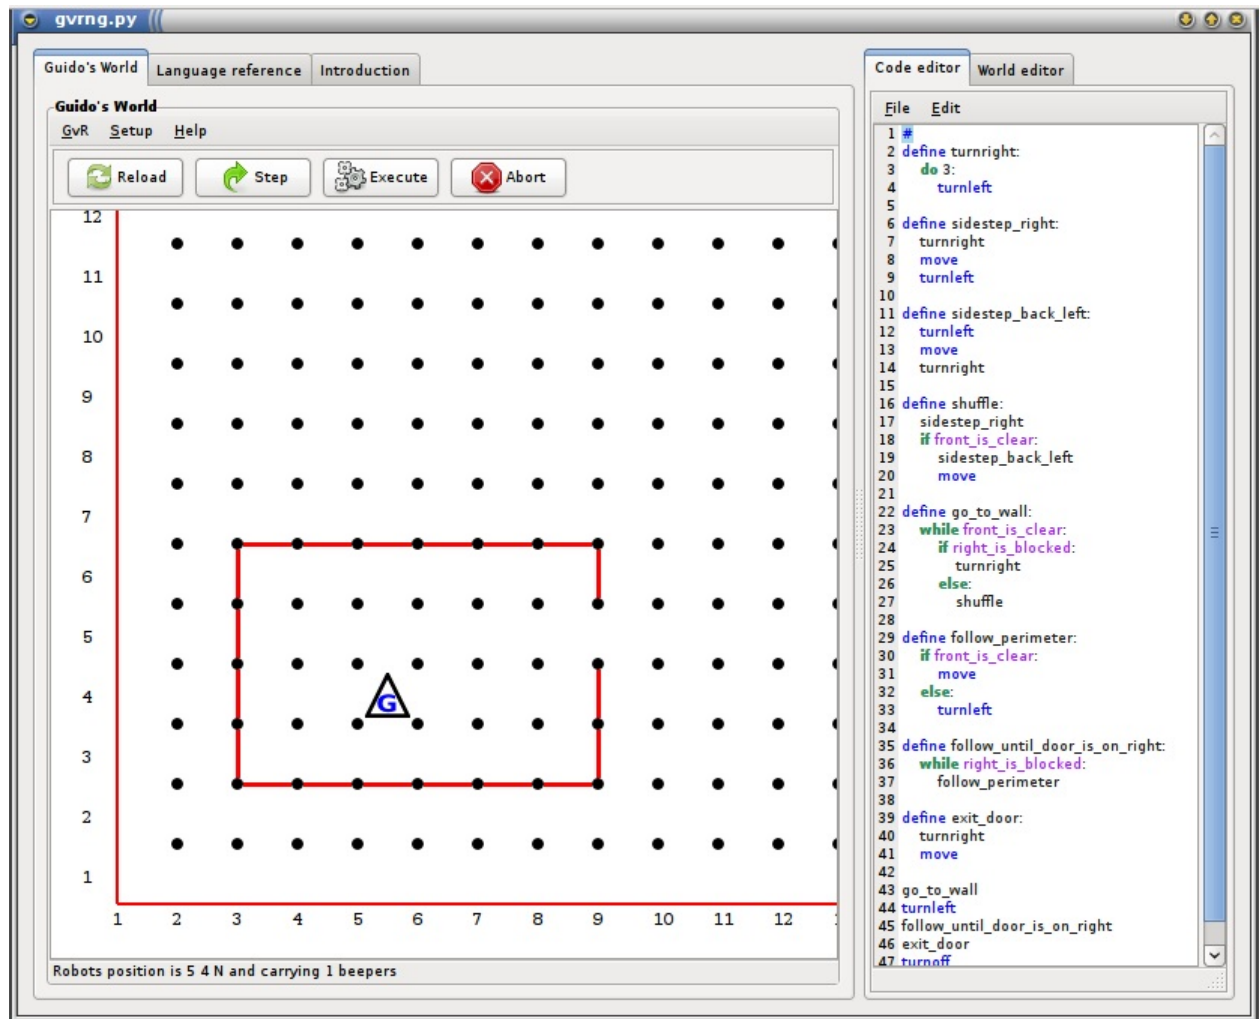 gvrng.py
Guido's World
Language reference
Introduction
Guido's World
GvR Setup Help
Reload Step Execute Abort
12
11
10
9
8
7
6
5
4
3
2
1
G
1 2 3 4 5 6 7 8 9 10 11 12
Robots position is 5 4 N and carrying 1 beepers
Code editor
World editor
File Edit
1 #
2 define turnright:
3 do 3:
4 turnleft
5
6 define sidestep_right:
7 turnright
8 move
9 turnleft
10
11 define sidestep_back_left:
12 turnleft
13 move
14 turnright
15
16 define shuffle:
17 sidestep_right
18 if front_is_clear:
19 sidestep_back_left
20 move
21
22 define go_to_wall:
23 while front_is_clear:
24 if right_is_blocked:
25 turnright
26 else:
27 shuffle
28
29 define follow_perimeter:
30 if front_is_clear:
31 move
32 else:
33 turnleft
34
35 define follow_until_door_is_on_right:
36 while right_is_blocked:
37 follow_perimeter
38
39 define exit_door:
40 turnright
41 move
42
43 go_to_wall
44 turnleft
45 follow_until_door_is_on_right
46 exit_door
47 turnoff